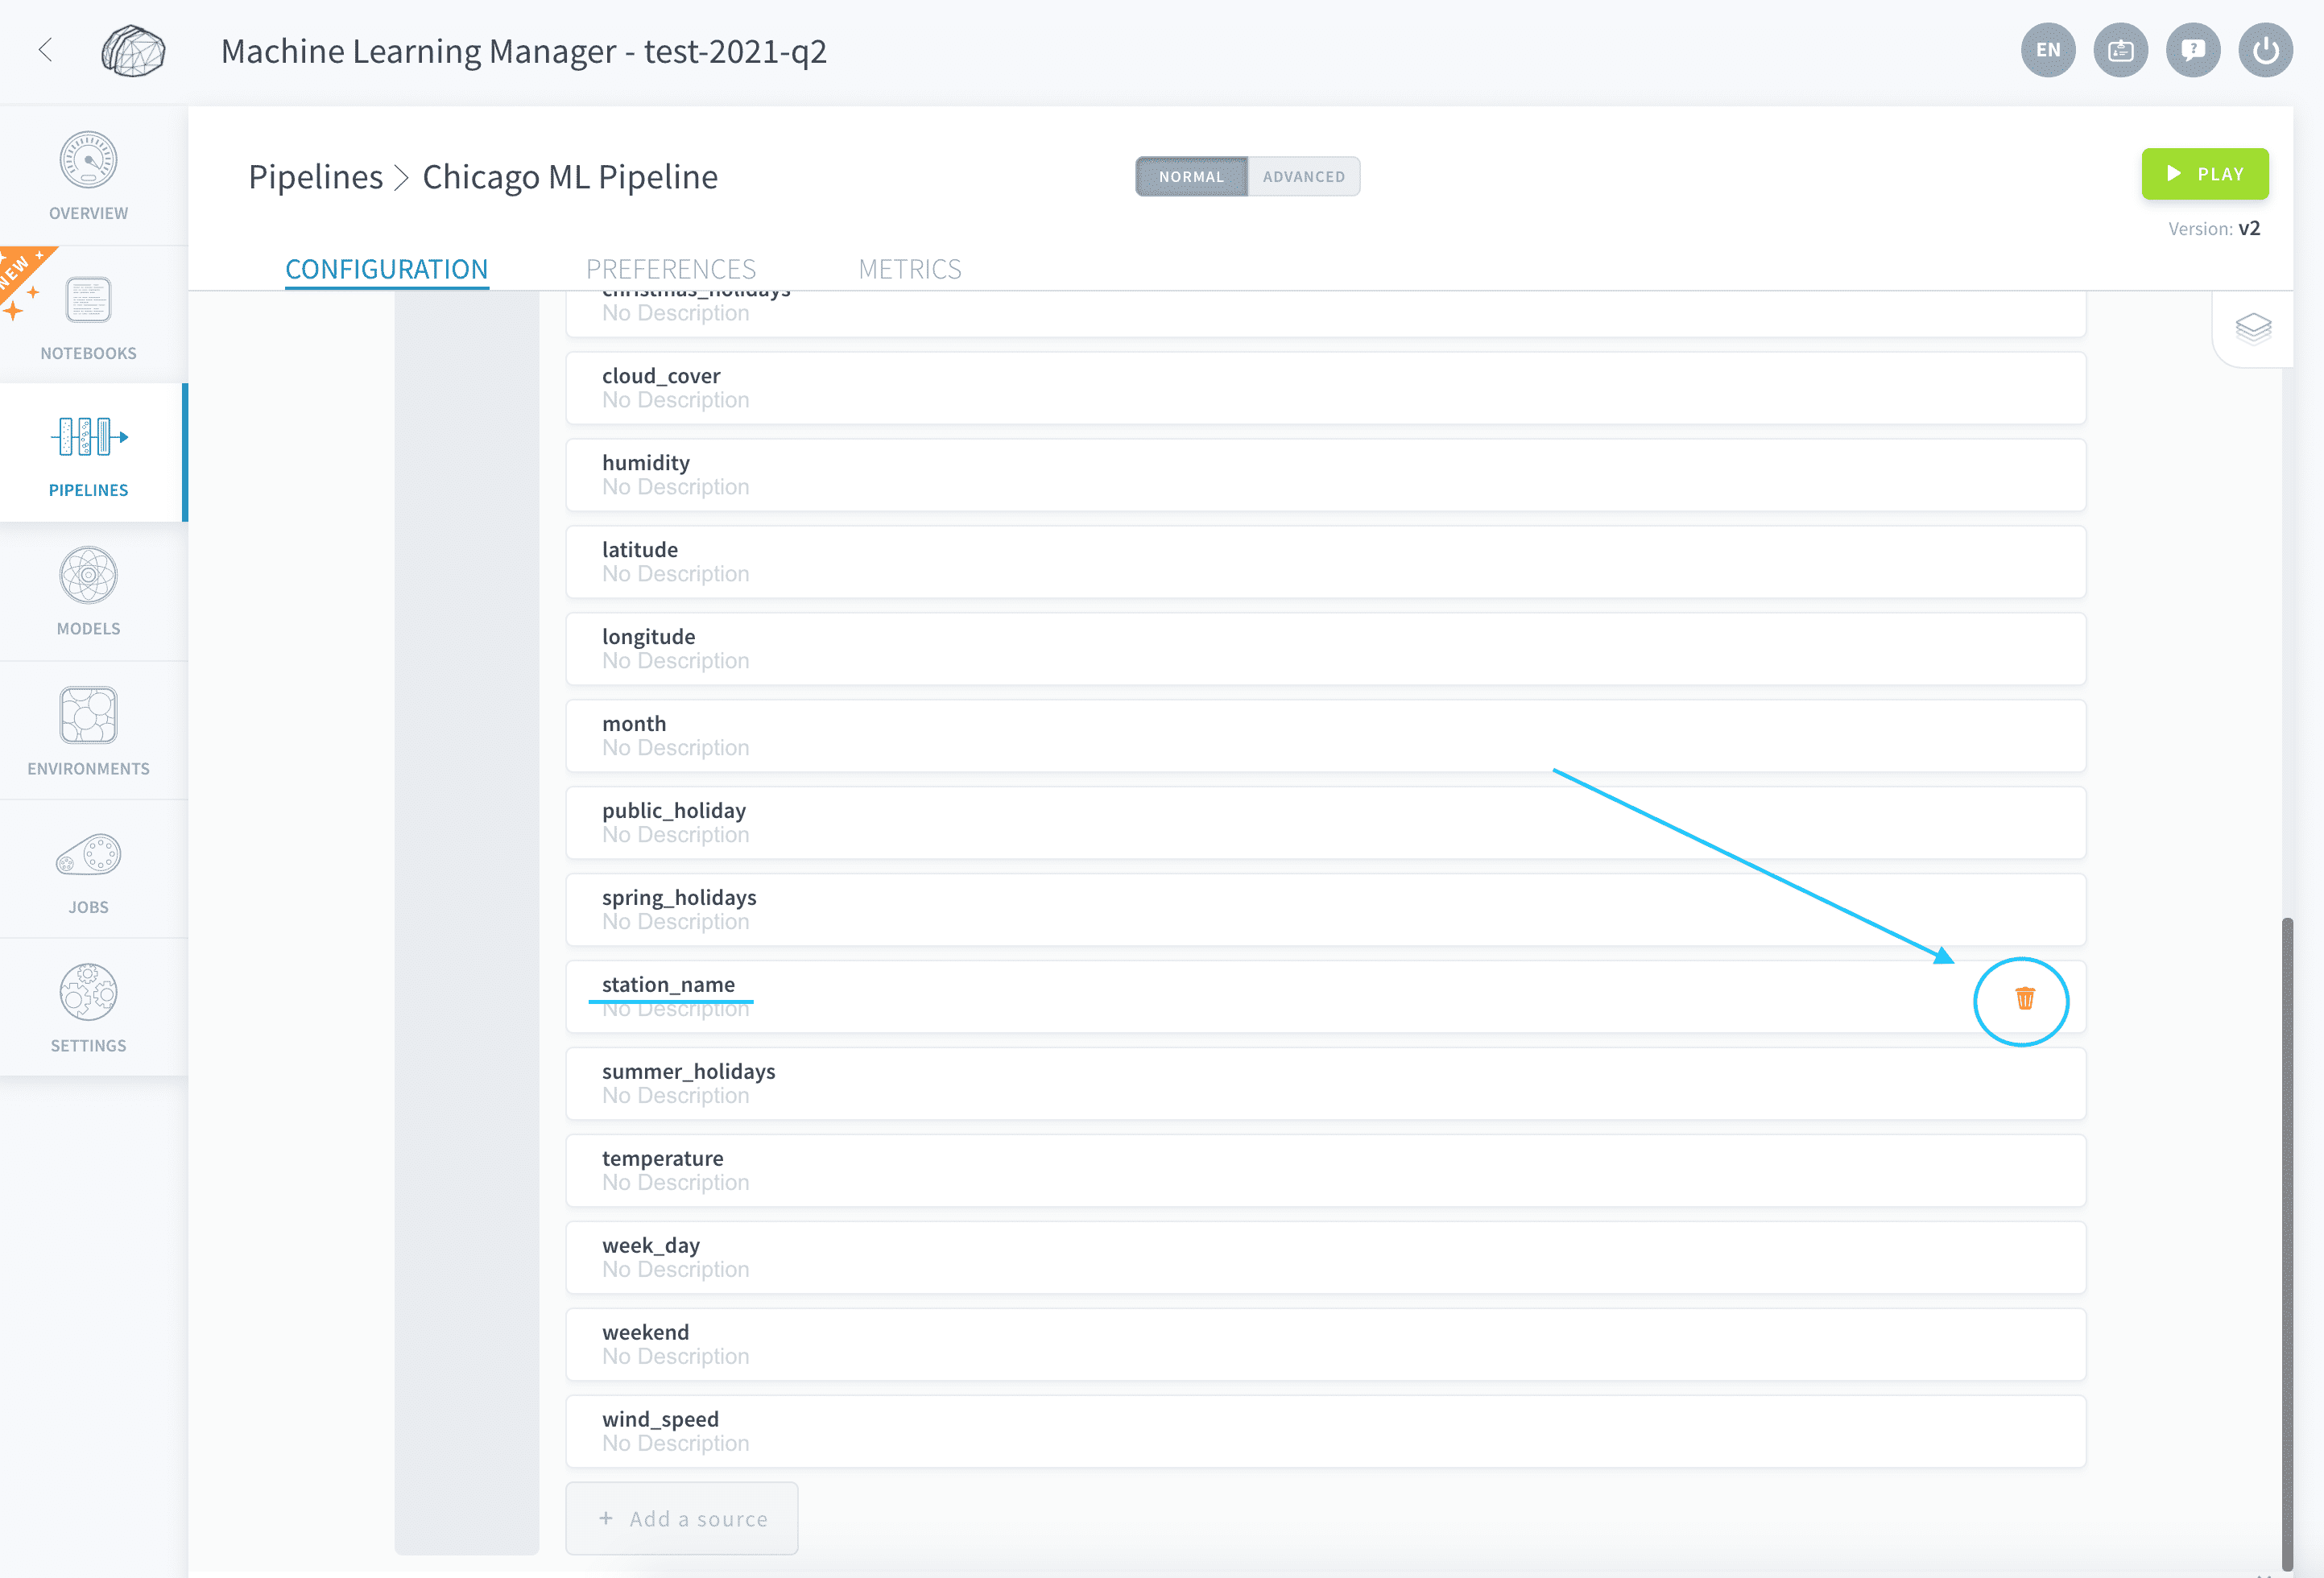 Machine Learning Manager - test-2021-q2
EN
OVERVIEW
NEW
NOTEBOOKS
PIPELINES
MODELS
ENVIRONMENTS
JOBS
SETTINGS
Pipelines > Chicago ML Pipeline
NORMAL ADVANCED
PLAY
Version: v2
CONFIGURATION PREFERENCES METRICS
christmas_holidays
No Description
cloud_cover
No Description
humidity
No Description
latitude
No Description
longitude
No Description
month
No Description
public_holiday
No Description
spring_holidays
No Description
station_name
No Description
summer_holidays
No Description
temperature
No Description
week_day
No Description
weekend
No Description
wind_speed
No Description
+ Add a source